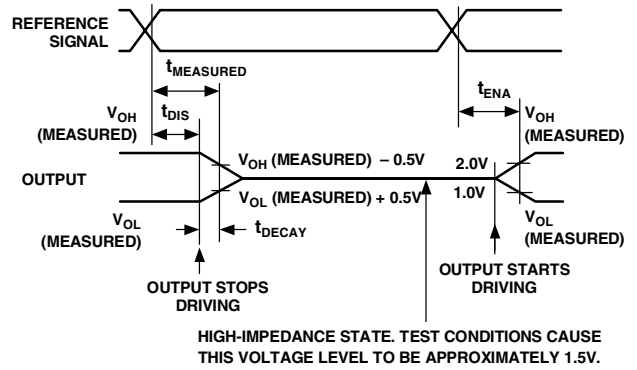 REFERENCE
SIGNAL
tMEASURED
tENA
tDIS
VOH
(MEASURED)
VOH
(MEASURED)
VOH (MEASURED) – 0.5V
2.0V
OUTPUT
VOL (MEASURED) + 0.5V
1.0V
VOL
(MEASURED)
VOL
(MEASURED)
tDECAY
OUTPUT STOPS
DRIVING
OUTPUT STARTS
DRIVING
HIGH-IMPEDANCE STATE. TEST CONDITIONS CAUSE
THIS VOLTAGE LEVEL TO BE APPROXIMATELY 1.5V.